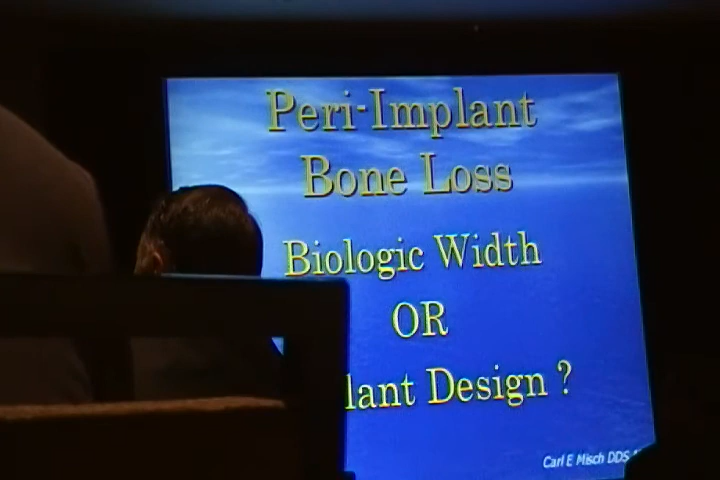 Peri-Implant
Bone Loss
Biologic Width
OR
lant Design ?
Carl E Misch DDS